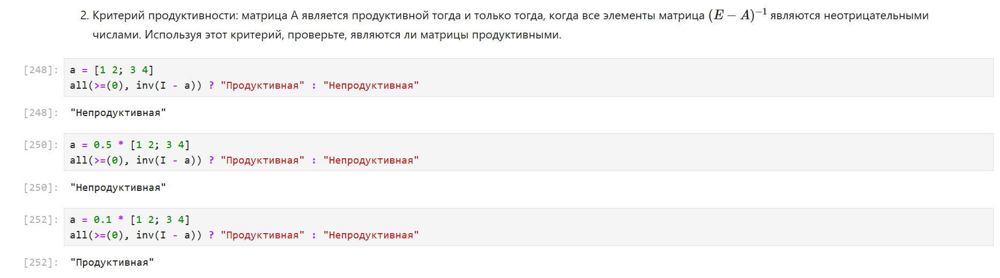 2. Критерий продуктивности: матрица A является продуктивной тогда и только тогда, когда все элементы матрица (E − A)⁻¹ являются неотрицательными
числами. Используя этот критерий, проверьте, являются ли матрицы продуктивными.
[248]: a = [1 2; 3 4]
all(>=(0), inv(I - a)) ? "Продуктивная" : "Непродуктивная"
[248]: "Непродуктивная"
[250]: a = 0.5 * [1 2; 3 4]
all(>=(0), inv(I - a)) ? "Продуктивная" : "Непродуктивная"
[250]: "Непродуктивная"
[252]: a = 0.1 * [1 2; 3 4]
all(>=(0), inv(I - a)) ? "Продуктивная" : "Непродуктивная"
[252]: "Продуктивная"